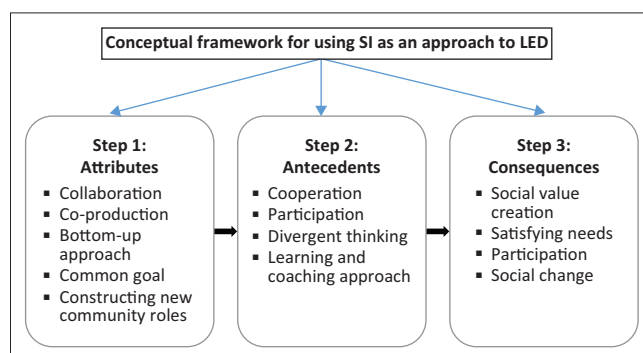 Conceptual framework for using SI as an approach to LED
Step 1:
Attributes
▪ Collaboration
▪ Co-production
▪ Bottom-up
approach
▪ Common goal
▪ Constructing new
community roles
Step 2:
Antecedents
▪ Cooperation
▪ Participation
▪ Divergent thinking
▪ Learning and
coaching approach
Step 3:
Consequences
▪ Social value
creation
▪ Satisfying needs
▪ Participation
▪ Social change